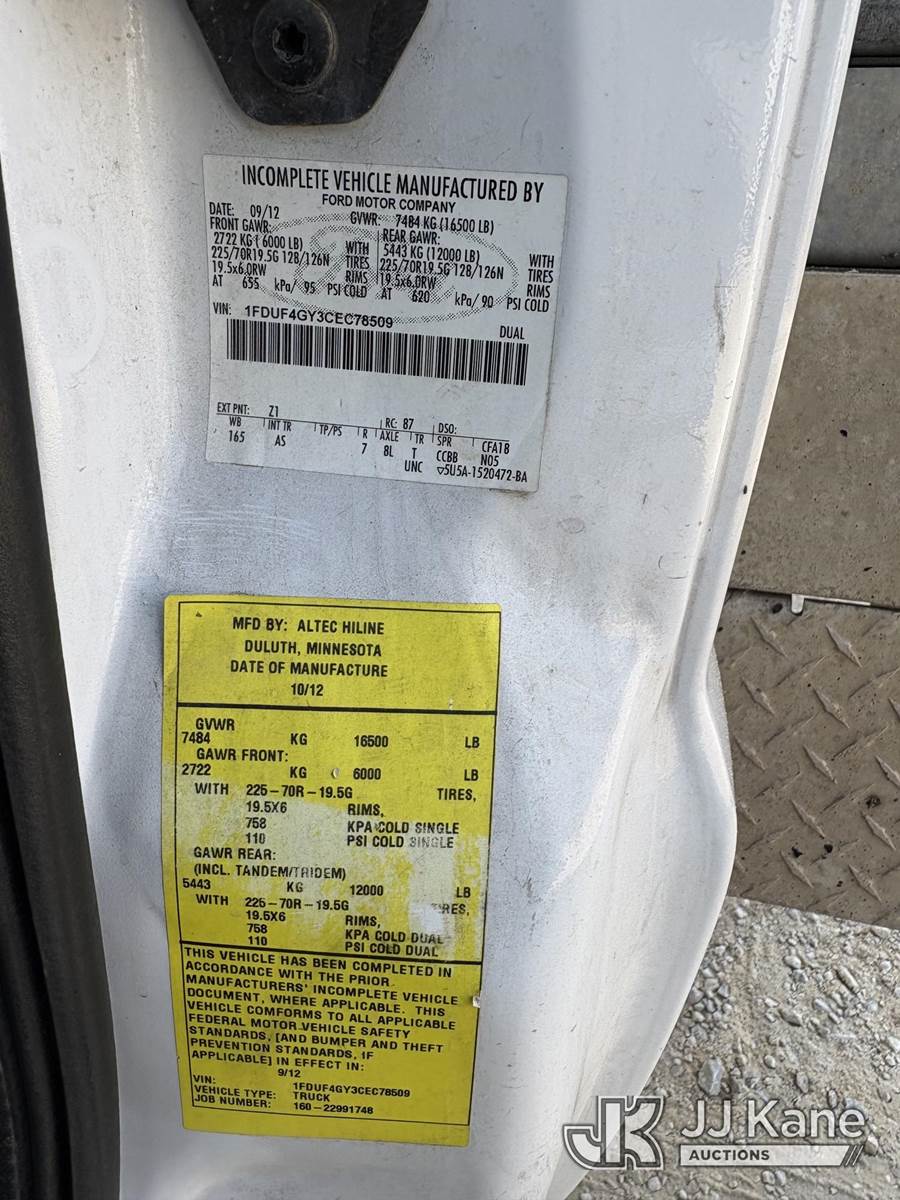 INCOMPLETE VEHICLE MANUFACTURED BY
FORD MOTOR COMPANY
DATE: 09/12 GVWR: 7484 KG (16500 LB)
FRONT GAWR: REAR GAWR:
2722 KG (6000 LB) WITH 5443 KG (12000 LB) WITH
225/70R19.5G 128/126N TIRES 225/70R19.5G 128/126N TIRES
19.5x6.0RW RIMS 19.5x6.0RW RIMS
AT 655 kPa/ 95 PSI COLD AT 620 kPa/ 90 PSI COLD
VIN: 1FDUF4GY3CEC78509 DUAL
EXT PNT: Z1 RC: 87 DSO:
WB INT TR TP/PS R AXLE TR SPR CFA1B
165 AS 7 8L T CCBB N05
UNC ▽5U5A-1520472-BA
MFD BY: ALTEC HILINE
DULUTH, MINNESOTA
DATE OF MANUFACTURE
10/12
GVWR
7484 KG 16500 LB
GAWR FRONT:
2722 KG 6000 LB
WITH 225-70R-19.5G TIRES,
19.5X6 RIMS,
758 KPA COLD SINGLE
110 PSI COLD SINGLE
GAWR REAR:
(INCL. TANDEM/TRIDEM)
5443 KG 12000 LB
WITH 225-70R-19.5G TIRES,
19.5X6 RIMS,
758 KPA COLD DUAL
110 PSI COLD DUAL
THIS VEHICLE HAS BEEN COMPLETED IN
ACCORDANCE WITH THE PRIOR
MANUFACTURERS' INCOMPLETE VEHICLE
DOCUMENT, WHERE APPLICABLE. THIS
VEHICLE CONFORMS TO ALL APPLICABLE
FEDERAL MOTOR VEHICLE SAFETY
STANDARDS, [AND BUMPER AND THEFT
PREVENTION STANDARDS, IF
APPLICABLE] IN EFFECT IN:
9/12
VIN: 1FDUF4GY3CEC78509
VEHICLE TYPE: TRUCK
JOB NUMBER: 160-22991748
JK JJ Kane
AUCTIONS